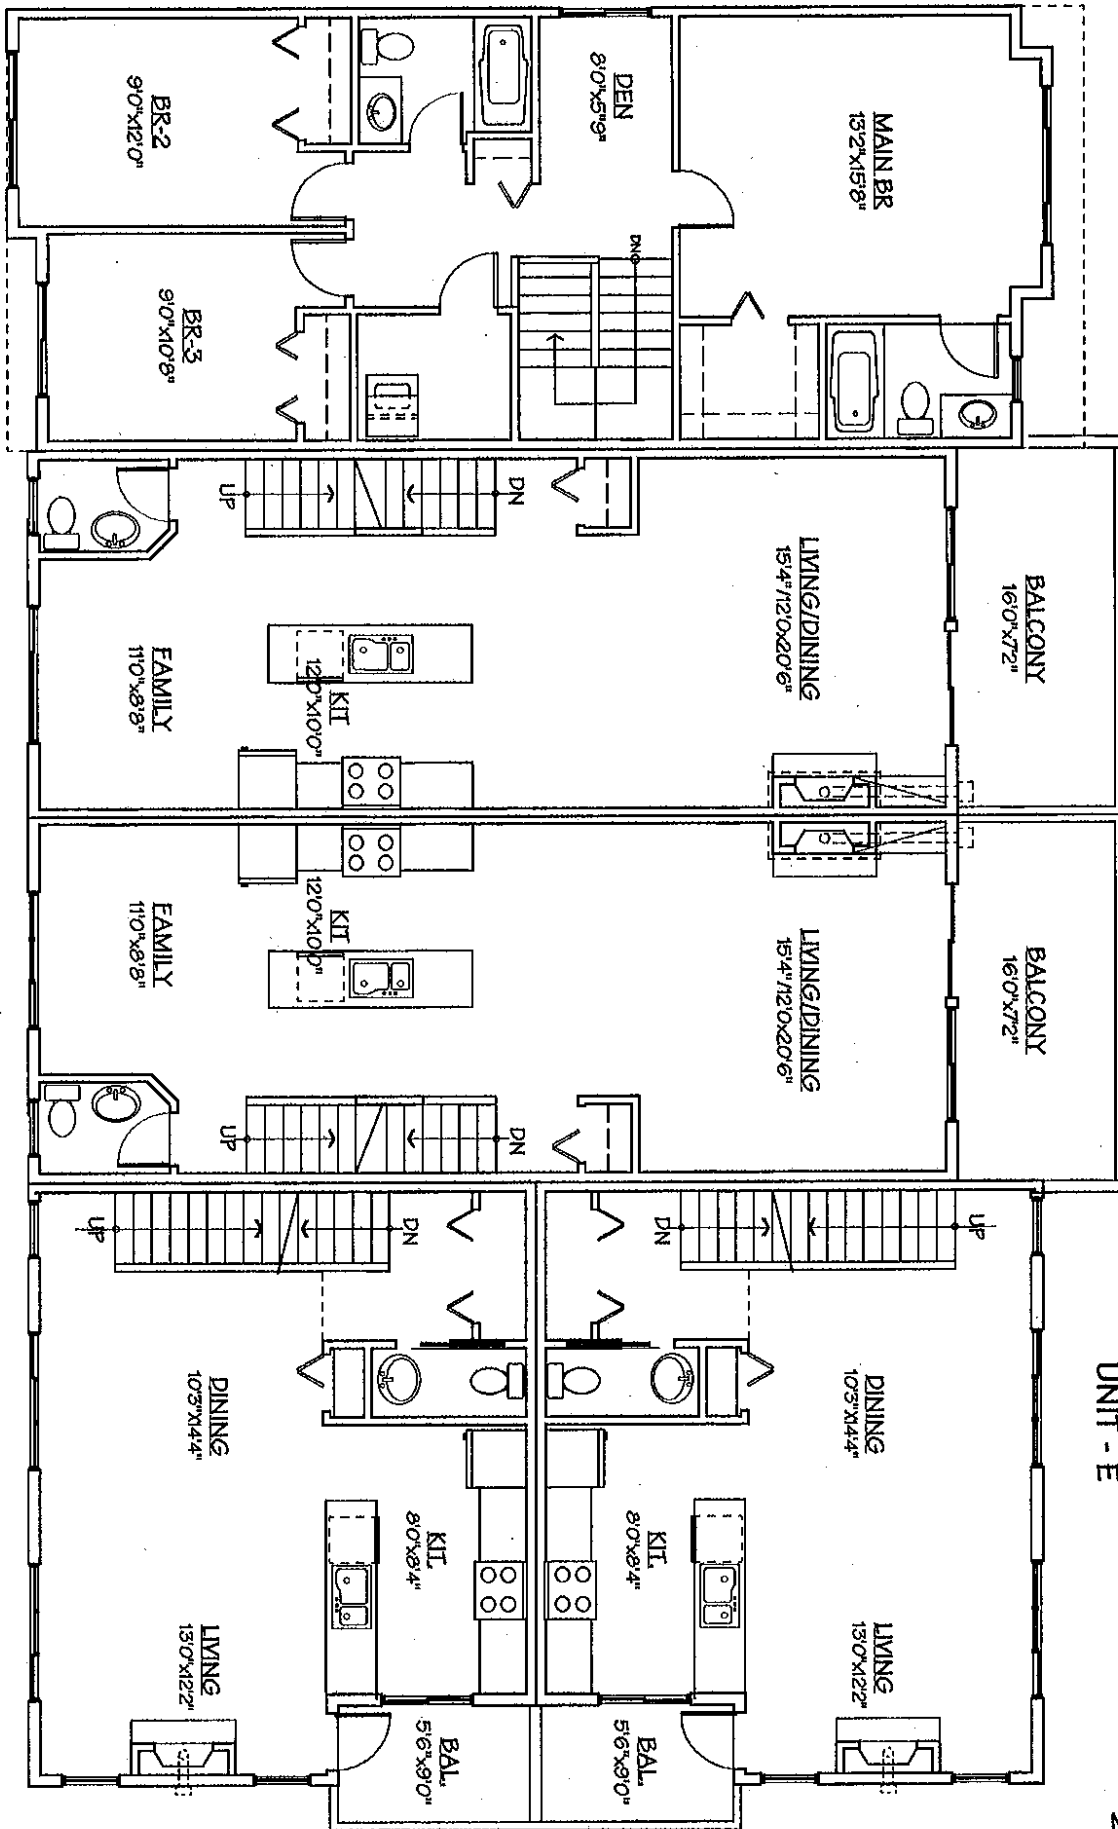 BR-2
9'0"x12'0"
BR-3
9'0"x10'8"
DEN
8'0"x5'9"
MAIN BR
13'2"x15'8"
DN
UP
DN
FAMILY
11'0"x8'8"
KIT
12'0"x10'0"
LIVING/DINING
15'4"/12'0x20'6"
BALCONY
16'0"x7'2"
FAMILY
11'0"x8'8"
KIT
12'0"x10'0"
LIVING/DINING
15'4"/12'0x20'6"
BALCONY
16'0"x7'2"
UP
DN
UP
DN
DN
UP
DINING
10'3"x14'4"
KIT.
8'0"x8'4"
LIVING
13'0"x12'2"
BAL.
5'6"x9'0"
DINING
10'3"x14'4"
KIT.
8'0"x8'4"
LIVING
13'0"x12'2"
BAL.
5'6"x9'0"
UNIT - E